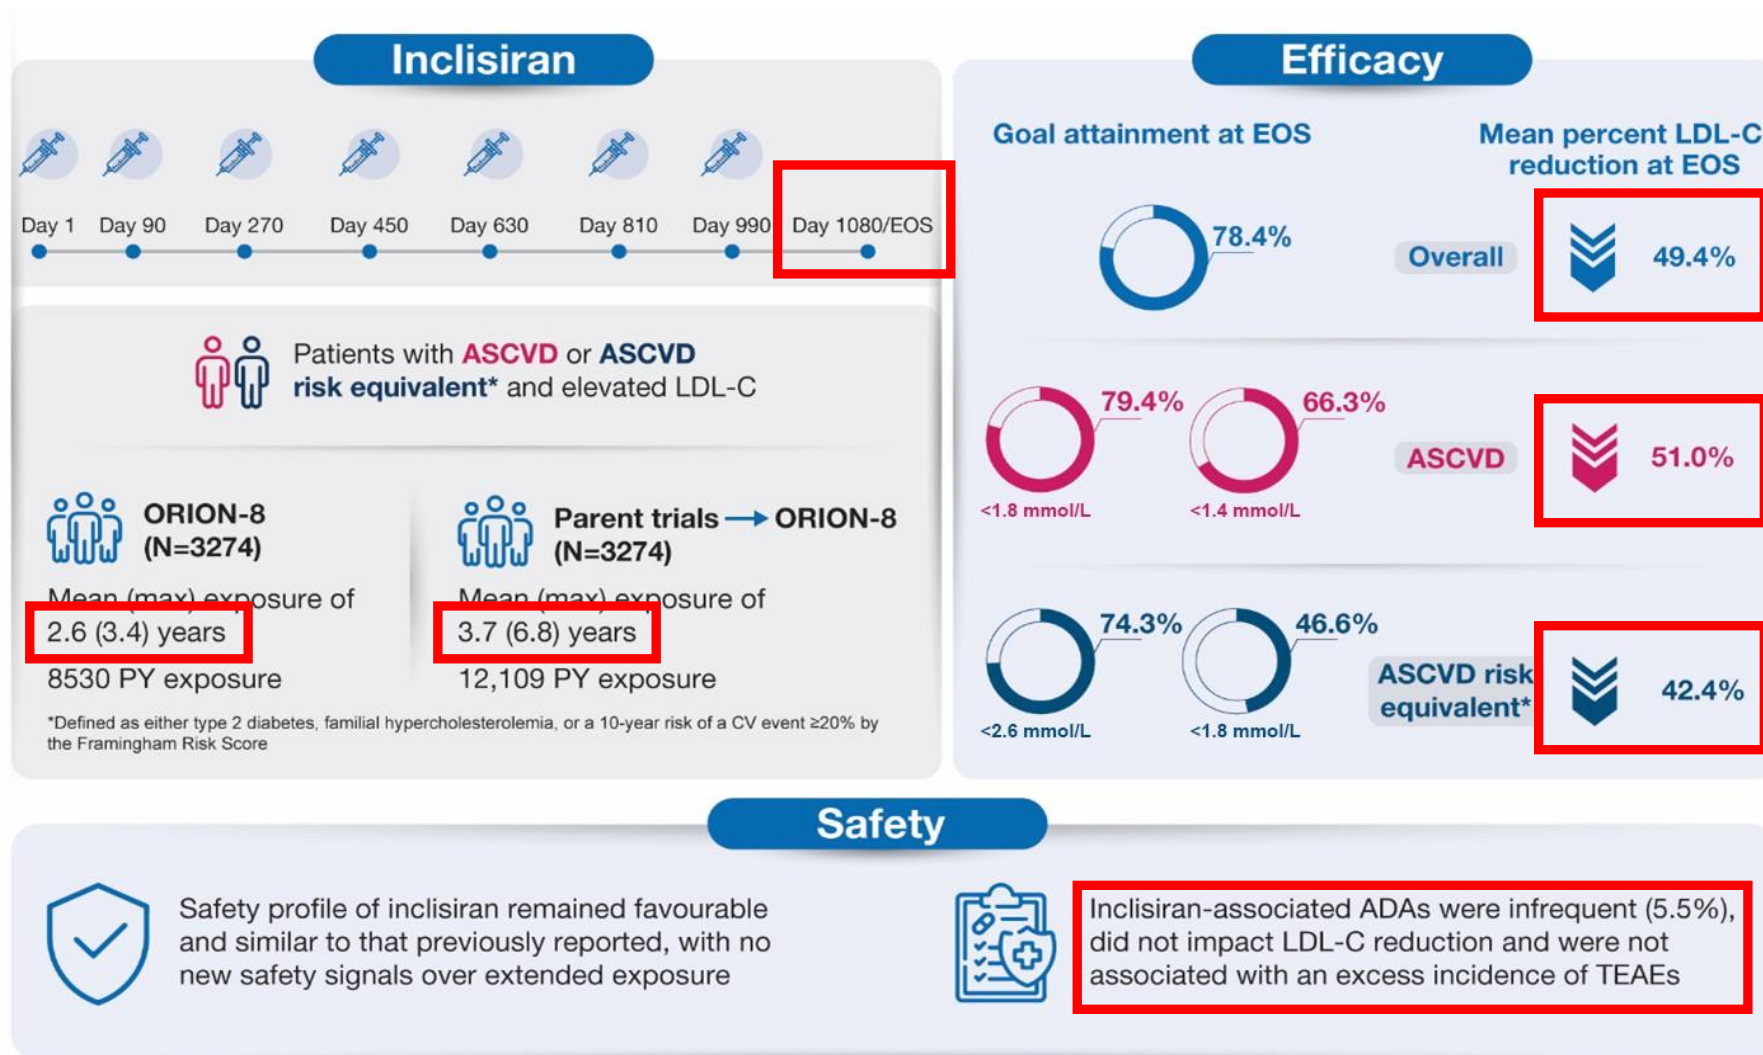 Inclisiran
Day 1 Day 90 Day 270 Day 450 Day 630 Day 810 Day 990 Day 1080/EOS
Patients with ASCVD or ASCVD
risk equivalent* and elevated LDL-C
ORION-8
(N=3274)
Mean (max) exposure of
2.6 (3.4) years
8530 PY exposure
Parent trials → ORION-8
(N=3274)
Mean (max) exposure of
3.7 (6.8) years
12,109 PY exposure
*Defined as either type 2 diabetes, familial hypercholesterolemia, or a 10-year risk of a CV event ≥20% by
the Framingham Risk Score
Efficacy
Goal attainment at EOS
Mean percent LDL-C
reduction at EOS
78.4%
Overall
49.4%
79.4%
<1.8 mmol/L
66.3%
<1.4 mmol/L
ASCVD
51.0%
74.3%
<2.6 mmol/L
46.6%
<1.8 mmol/L
ASCVD risk
equivalent*
42.4%
Safety
Safety profile of inclisiran remained favourable
and similar to that previously reported, with no
new safety signals over extended exposure
Inclisiran-associated ADAs were infrequent (5.5%),
did not impact LDL-C reduction and were not
associated with an excess incidence of TEAEs